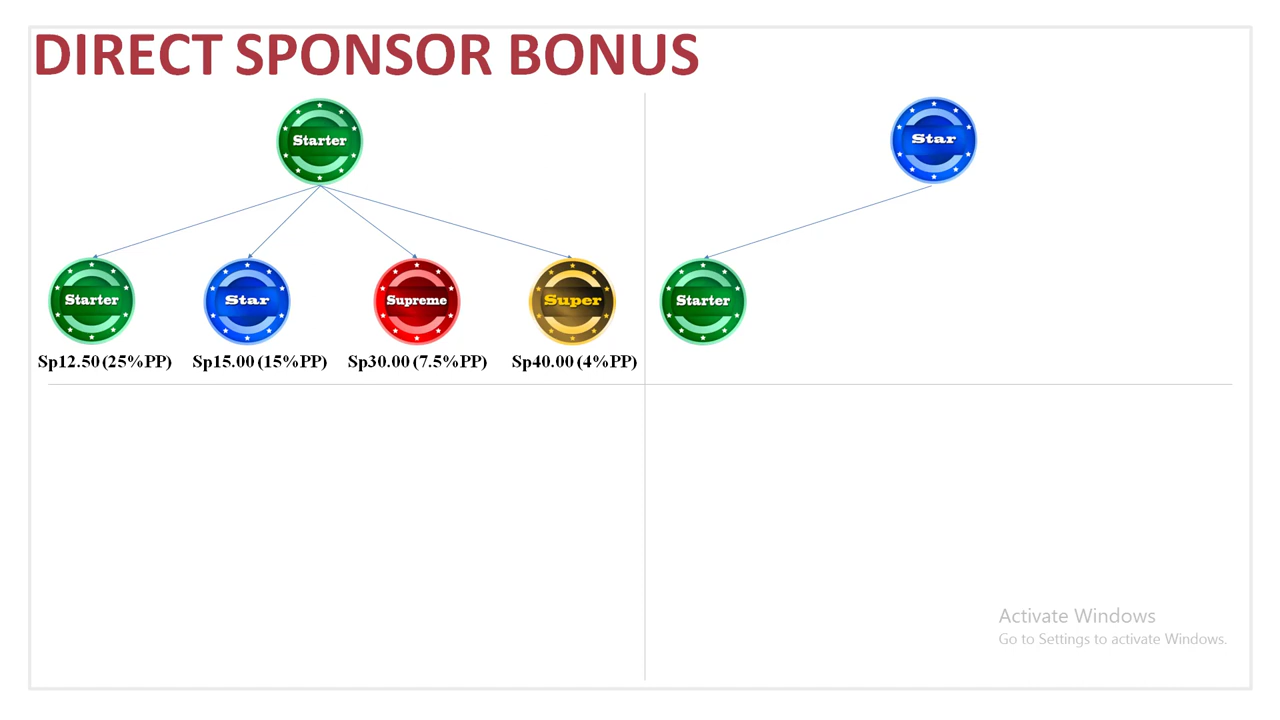 DIRECT SPONSOR BONUS
Starter
Starter
Star
Supreme
Super
Sp12.50 (25%PP)
Sp15.00 (15%PP)
Sp30.00 (7.5%PP)
Sp40.00 (4%PP)
Star
Starter
Activate Windows
Go to Settings to activate Windows.